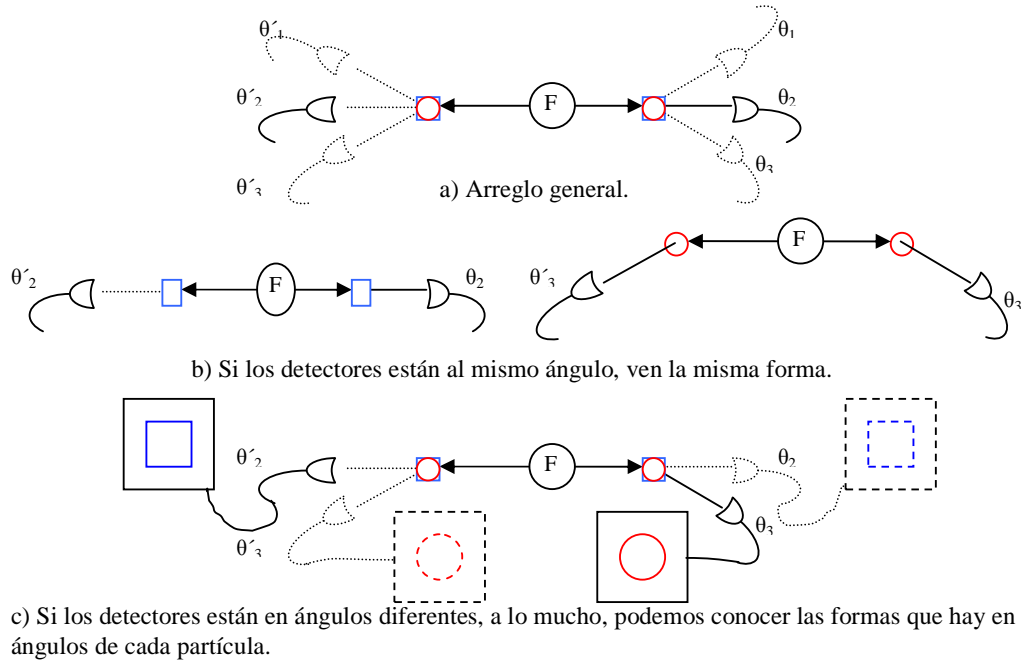 θ´₁ θ₁
θ´₂ F θ₂
θ´₃ θ₃
a) Arreglo general.
θ´₂ F θ₂ θ´₃ F θ₃
b) Si los detectores están al mismo ángulo, ven la misma forma.
θ´₂ F θ₂
θ´₃ θ₃
c) Si los detectores están en ángulos diferentes, a lo mucho, podemos conocer las formas que hay en
ángulos de cada partícula.